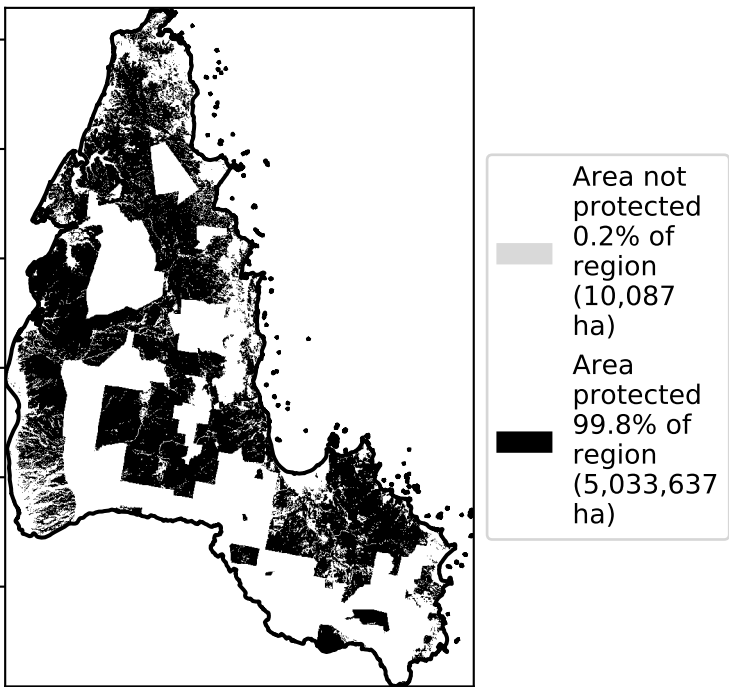 Area not
protected
0.2% of
region
(10,087
ha)
Area
protected
99.8% of
region
(5,033,637
ha)